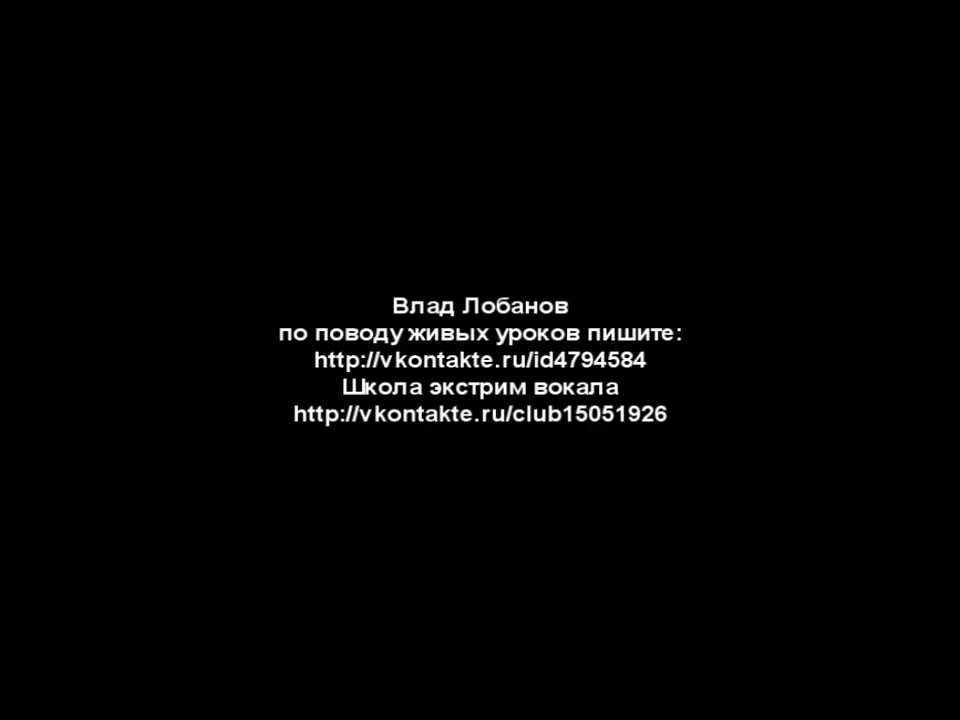 Влад Лобанов
по поводу живых уроков пишите:
http://vkontakte.ru/id4794584
Школа экстрим вокала
http://vkontakte.ru/club15051926